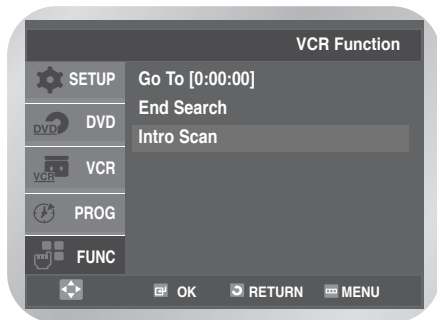 VCR Function
SETUP
DVD
DVD
VCR
VCR
PROG
FUNC
Go To [0:00:00]
End Search
Intro Scan
OK RETURN MENU